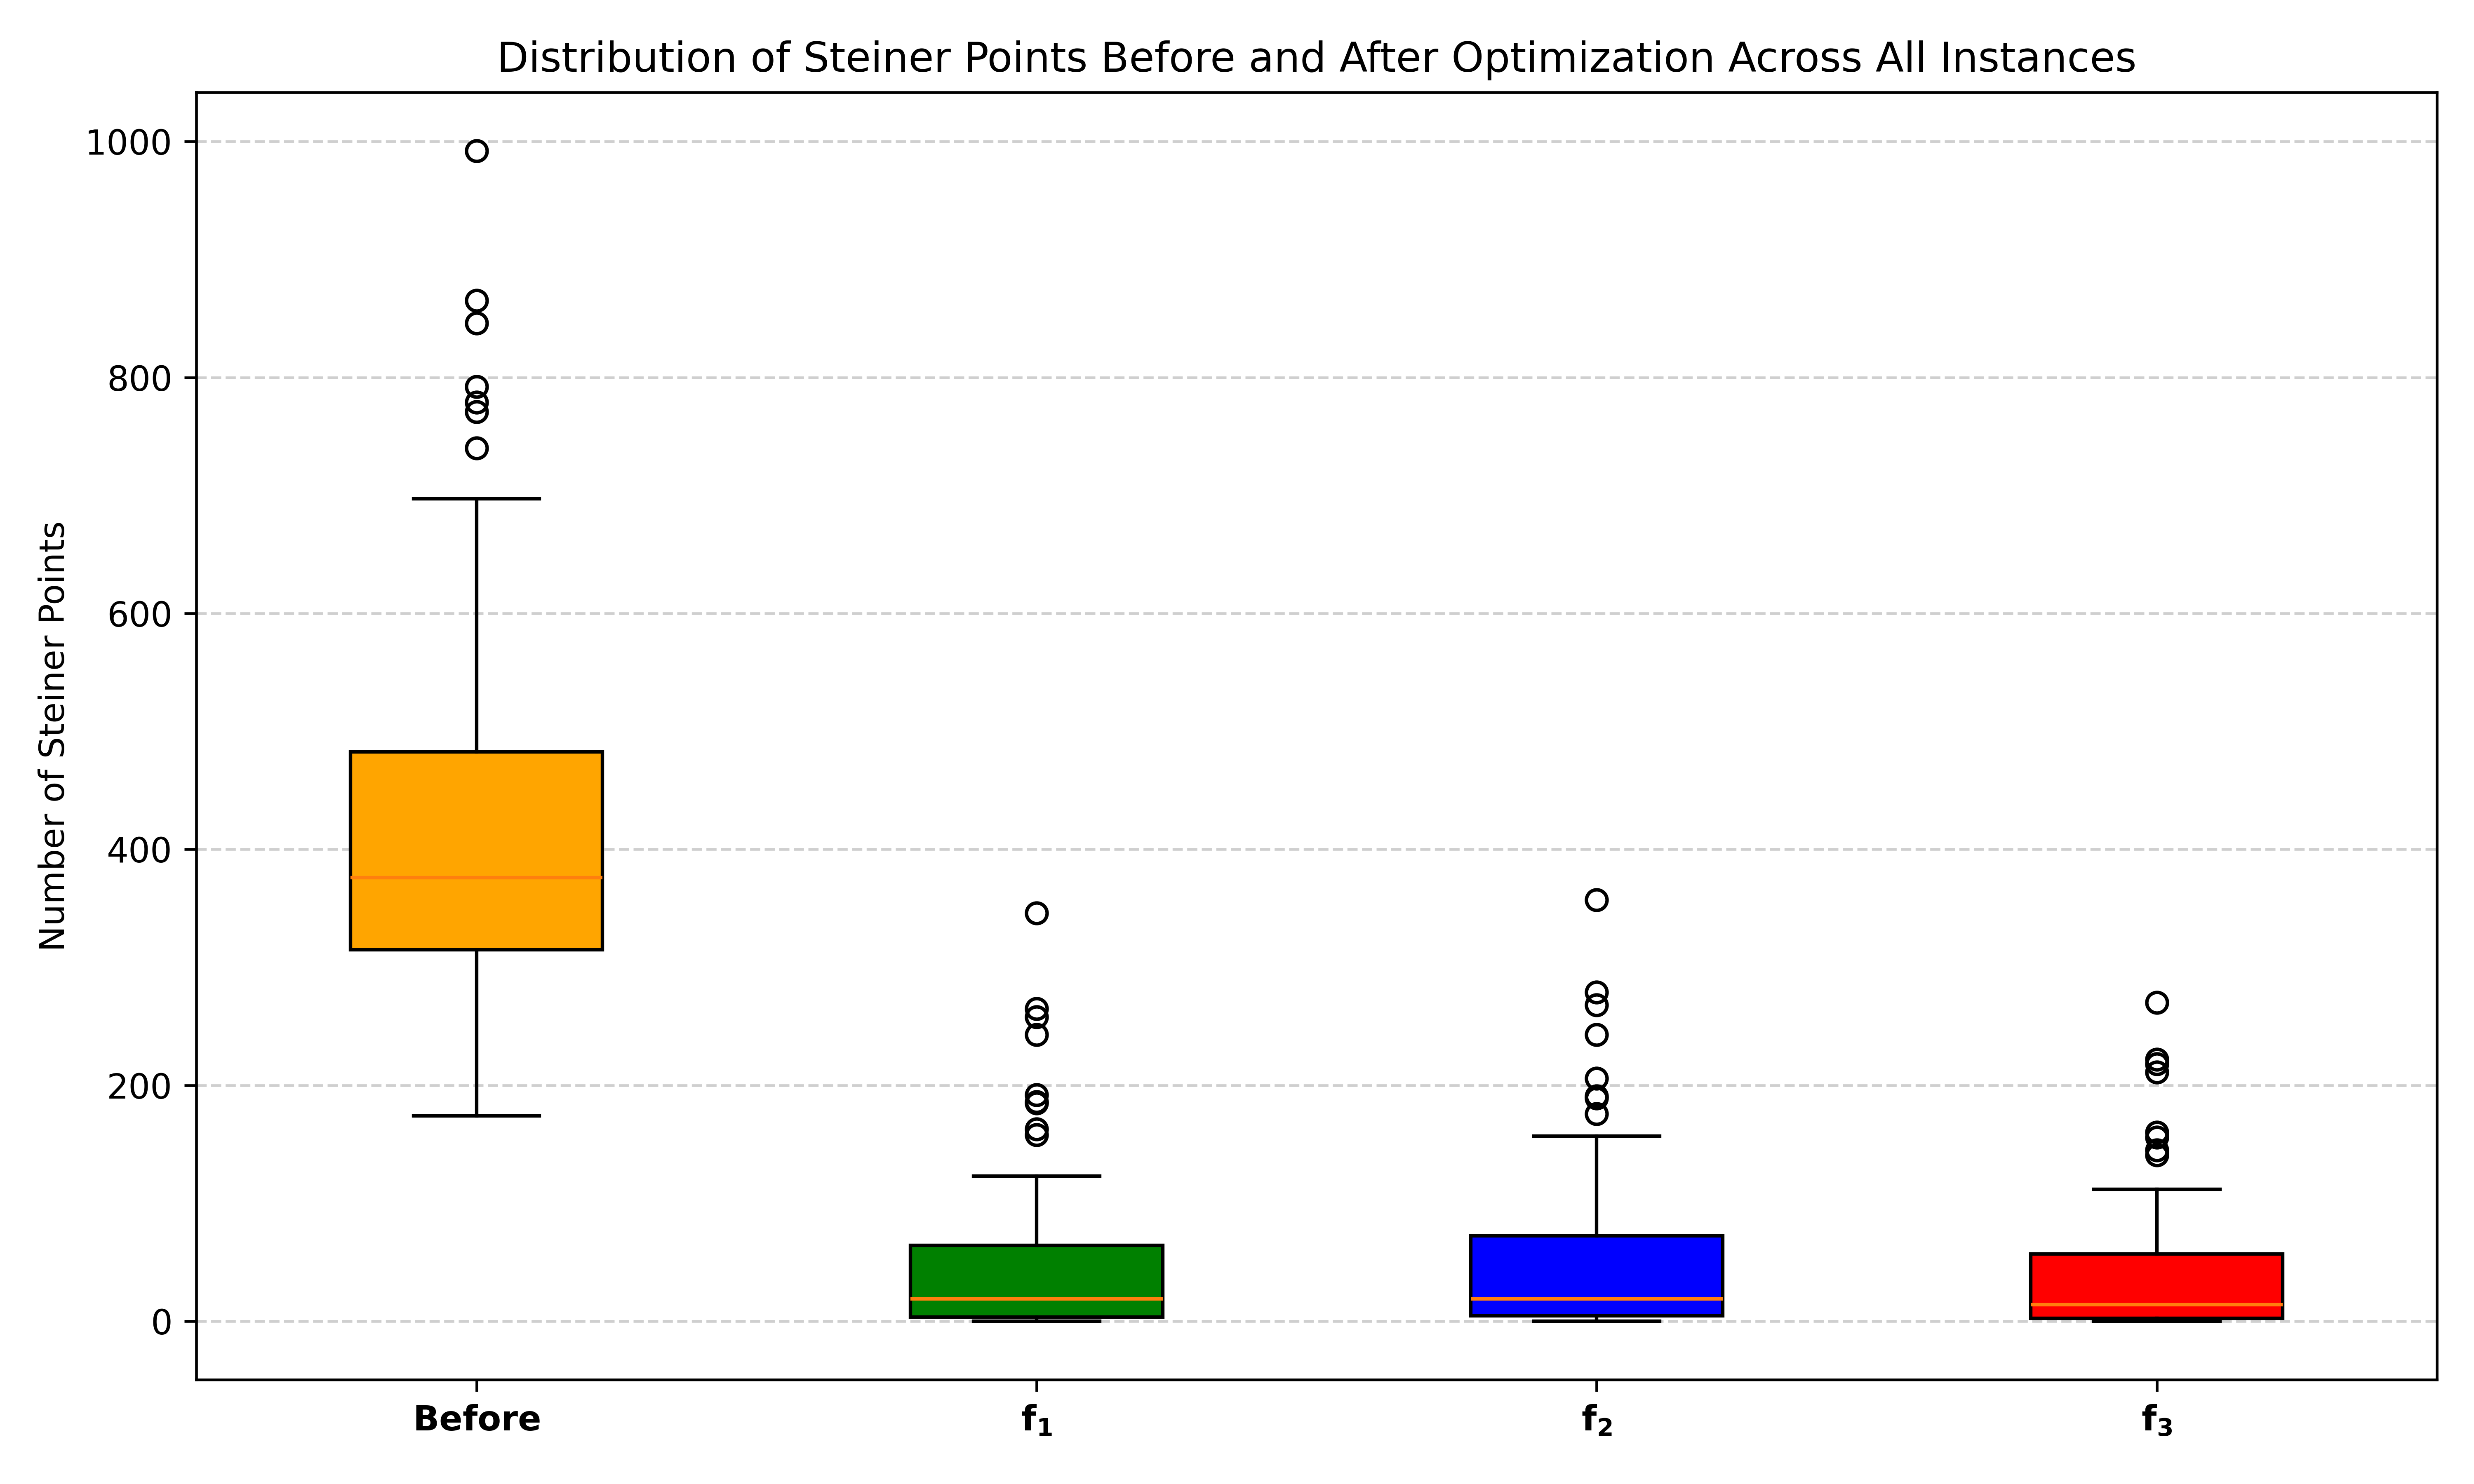 Distribution of Steiner Points Before and After Optimization Across All Instances
Number of Steiner Points
1000
800
600
400
200
0
Before
f₁
f₂
f₃